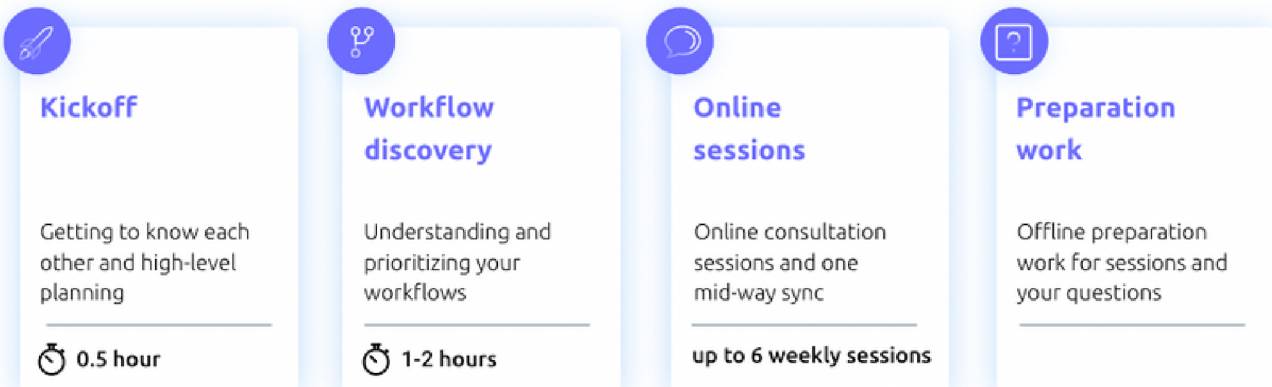 Kickoff
Getting to know each
other and high-level
planning
0.5 hour
Workflow
discovery
Understanding and
prioritizing your
workflows
1-2 hours
Online
sessions
Online consultation
sessions and one
mid-way sync
up to 6 weekly sessions
Preparation
work
Offline preparation
work for sessions and
your questions